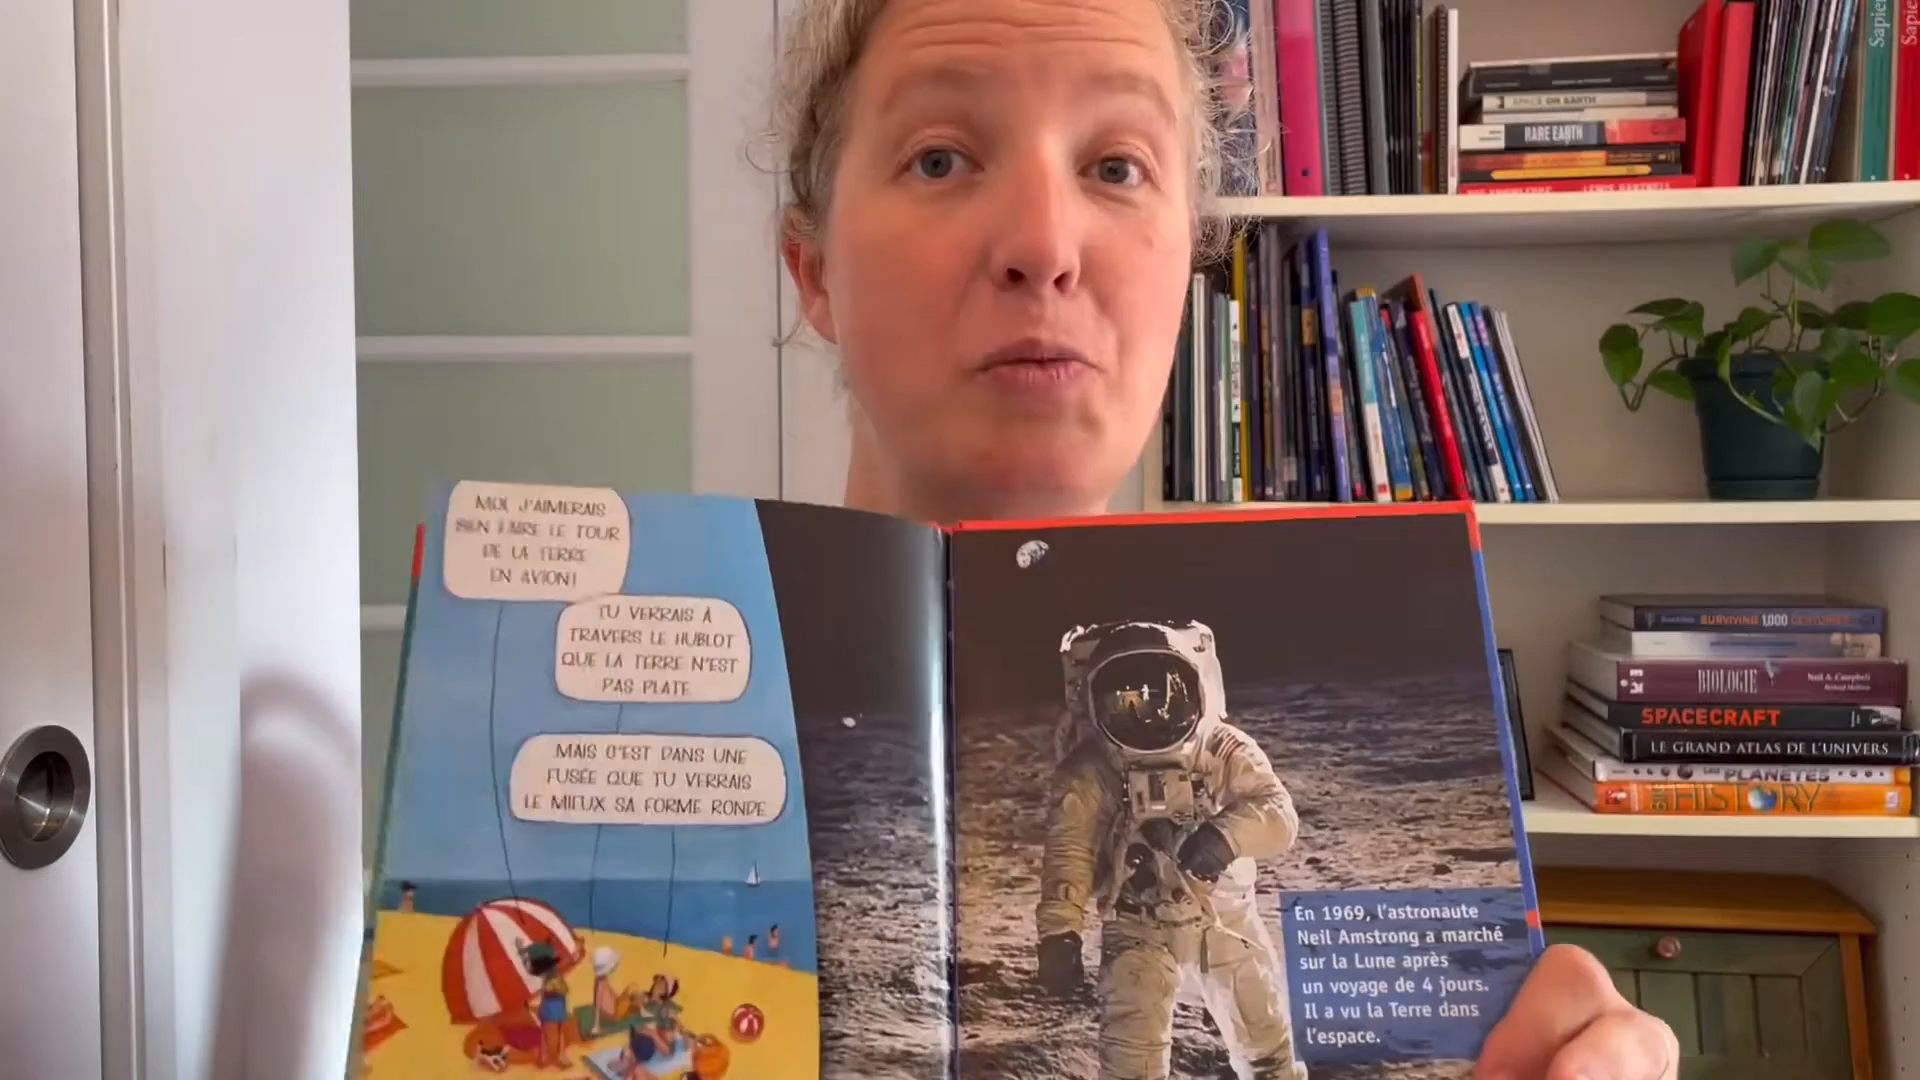 MOI, J'AIMERAIS
BIEN FAIRE LE TOUR
DE LA TERRE
EN AVION!
TU VERRAIS À
TRAVERS LE HUBLOT
QUE LA TERRE N'EST
PAS PLATE
MAIS C'EST DANS UNE
FUSÉE QUE TU VERRAIS
LE MIEUX SA FORME RONDE
En 1969, l'astronaute
Neil Amstrong a marché
sur la Lune après
un voyage de 4 jours.
Il a vu la Terre dans
l'espace.
Sapiens
SPACE ON EARTH
RARE EARTH
SURVIVING 1,000 CENTURIES
BIOLOGIE
Neil A. Campbell
SPACECRAFT
LE GRAND ATLAS DE L'UNIVERS
PLANÈTES
BIG HISTORY